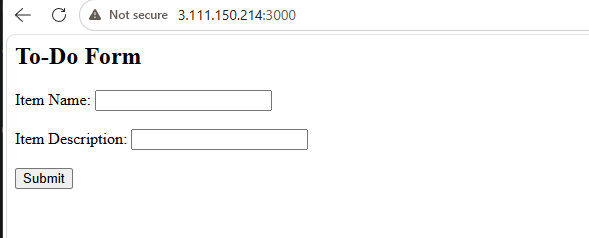 Not secure 3.111.150.214:3000
To-Do Form
Item Name:
Item Description:
Submit